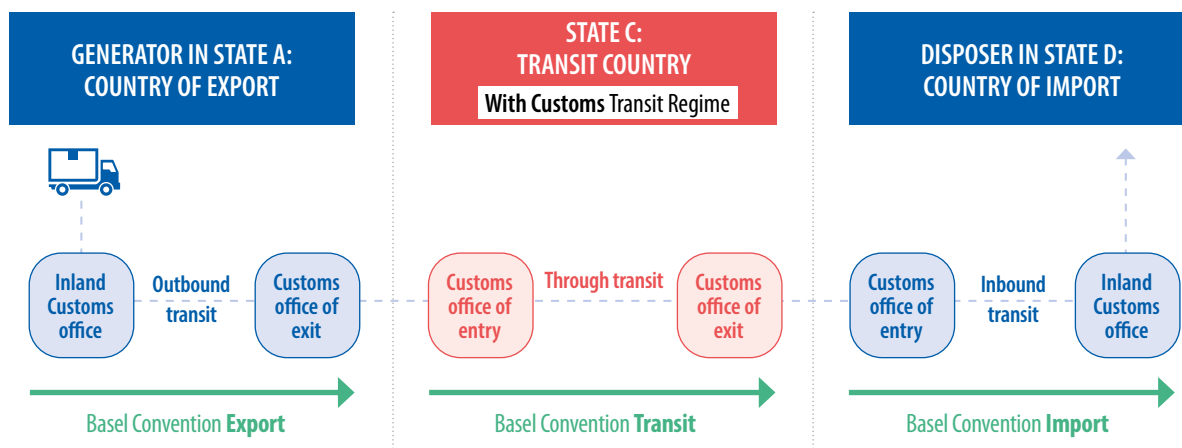 GENERATOR IN STATE A:
COUNTRY OF EXPORT
STATE C:
TRANSIT COUNTRY
With Customs Transit Regime
DISPOSER IN STATE D:
COUNTRY OF IMPORT
Inland
Customs
office
Outbound
transit
Customs
office of
exit
Customs
office of
entry
Through transit
Customs
office of
exit
Customs
office of
entry
Inbound
transit
Inland
Customs
office
Basel Convention Export
Basel Convention Transit
Basel Convention Import